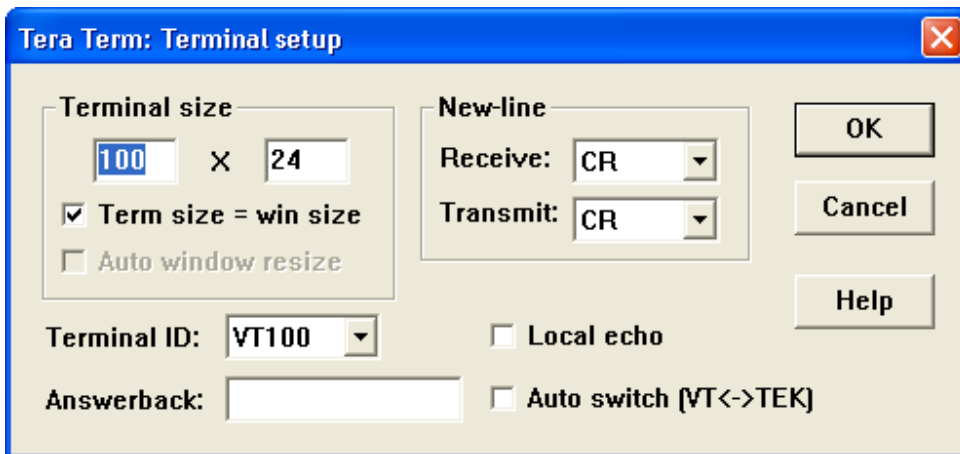 Tera Term: Terminal setup
Terminal size
100 X 24
Term size = win size
Auto window resize
New-line
Receive: CR
Transmit: CR
OK
Cancel
Help
Terminal ID: VT100
Local echo
Answerback:
Auto switch (VT<->TEK)